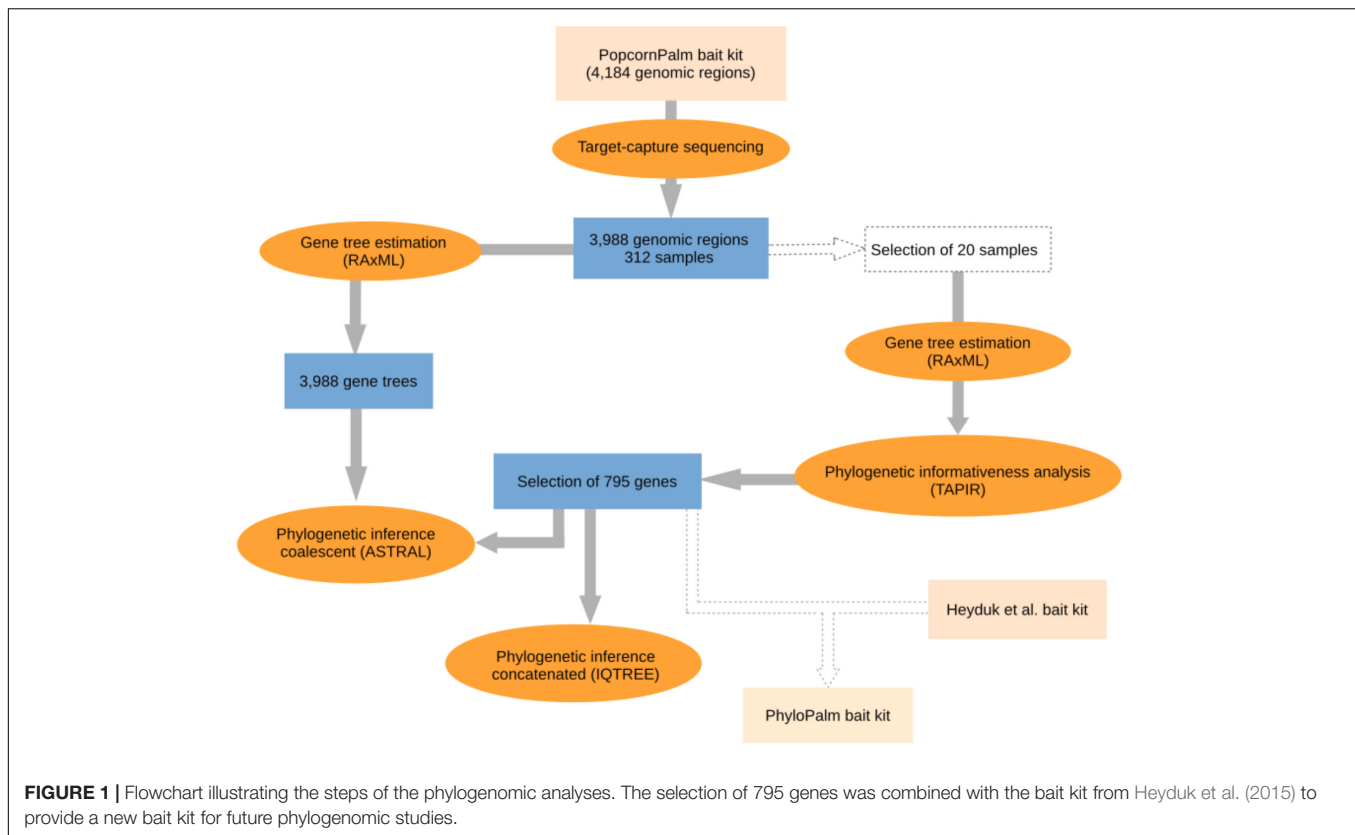 PopcornPalm bait kit
(4,184 genomic regions)
Target-capture sequencing
Gene tree estimation
(RAxML)
3,988 genomic regions
312 samples
Selection of 20 samples
Gene tree estimation
(RAxML)
3,988 gene trees
Phylogenetic informativeness analysis
(TAPIR)
Selection of 795 genes
Phylogenetic inference
coalescent (ASTRAL)
Heyduk et al. bait kit
Phylogenetic inference
concatenated (IQTREE)
PhyloPalm bait kit
FIGURE 1 | Flowchart illustrating the steps of the phylogenomic analyses. The selection of 795 genes was combined with the bait kit from Heyduk et al. (2015) to
provide a new bait kit for future phylogenomic studies.